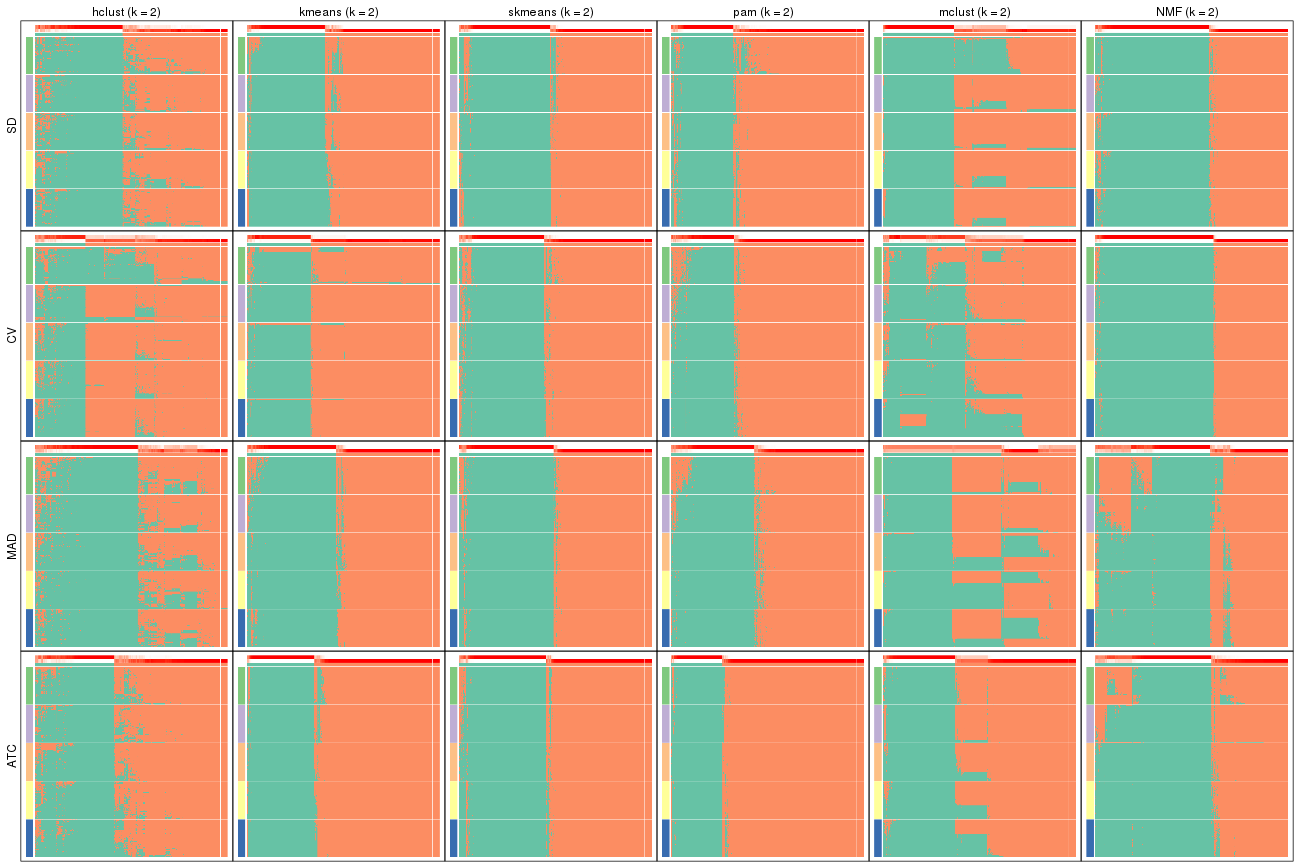 hclust (k = 2) kmeans (k = 2) skmeans (k = 2) pam (k = 2) mclust (k = 2) NMF (k = 2)
SD
CV
MAD
ATC